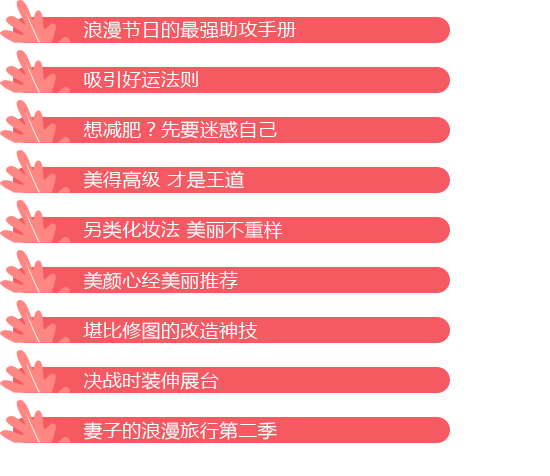 浪漫节日的最强助攻手册
吸引好运法则
想减肥？先要迷惑自己
美得高级 才是王道
另类化妆法 美丽不重样
美颜心经美丽推荐
堪比修图的改造神技
决战时装伸展台
妻子的浪漫旅行第二季